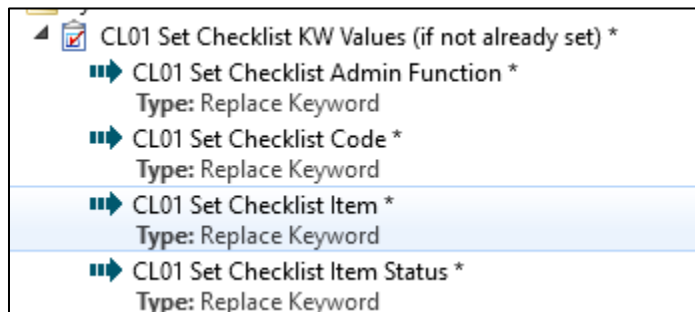 CL01 Set Checklist KW Values (if not already set) *
CL01 Set Checklist Admin Function *
Type: Replace Keyword
CL01 Set Checklist Code *
Type: Replace Keyword
CL01 Set Checklist Item *
Type: Replace Keyword
CL01 Set Checklist Item Status *
Type: Replace Keyword